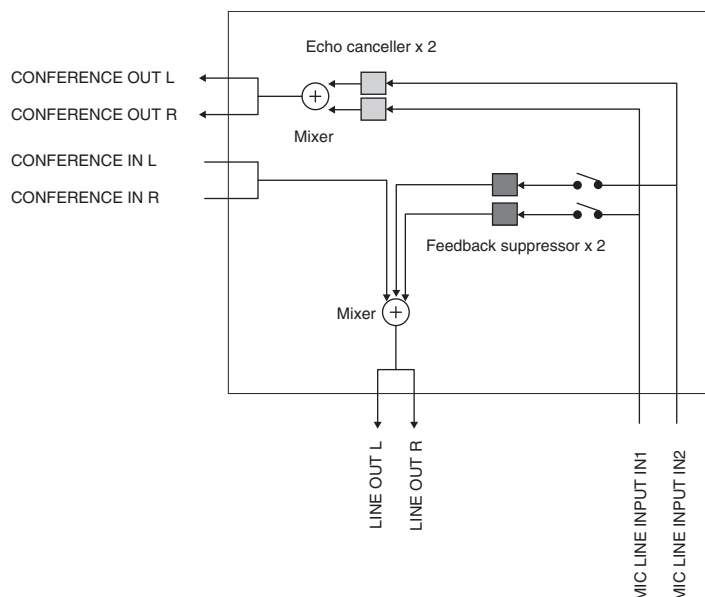 Echo canceller x 2
CONFERENCE OUT L
CONFERENCE OUT R
Mixer
CONFERENCE IN L
CONFERENCE IN R
Feedback suppressor x 2
Mixer
LINE OUT L
LINE OUT R
MIC LINE INPUT IN1
MIC LINE INPUT IN2